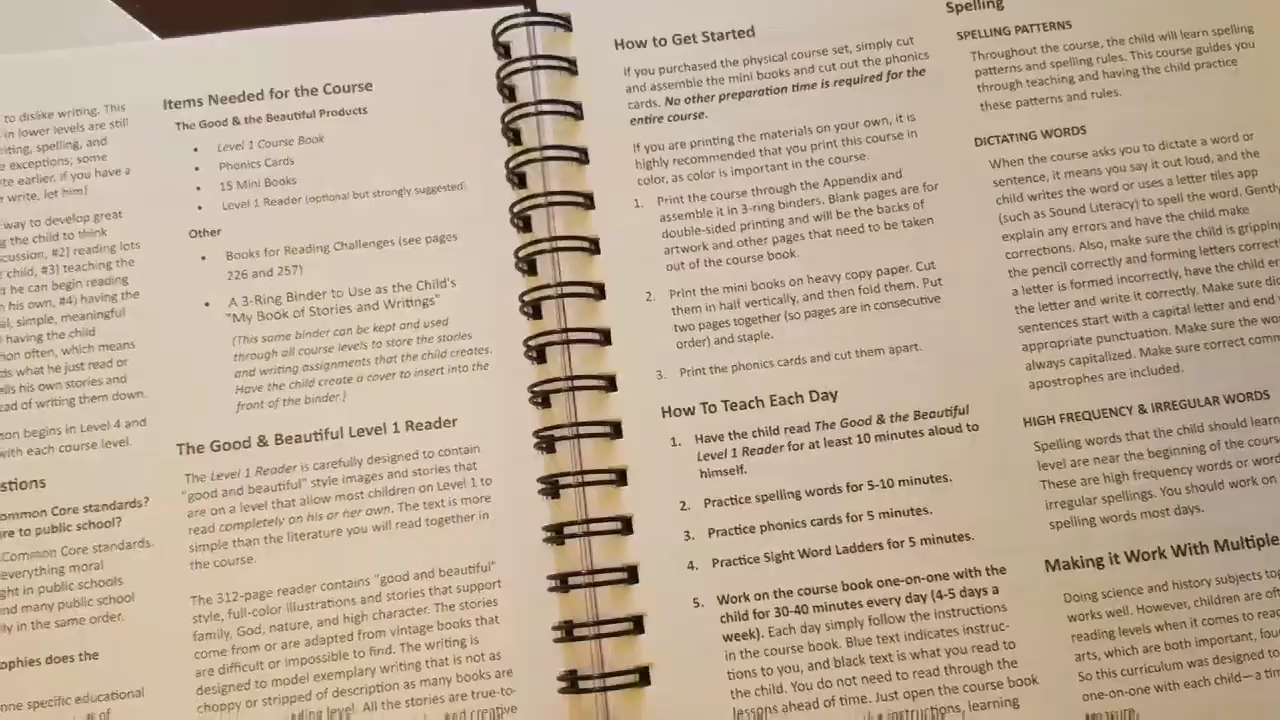 to dislike writing. This
in lower levels are still
spelling, and
exceptions; some
earlier, if you have a
write, let him!
way to develop great
the child to think
#2) reading lots
child, #3) teaching the
he can begin reading
his own, #4) having the
simple, meaningful
having the child
often, which means
what he just read or
his own stories and
of writing them down.
begins in Level 4 and
with each course level.
Common Core standards?
to public school?
Common Core standards.
everything moral
in public schools
many public school
in the same order.
does the
specific educational
of
Items Needed for the Course
The Good & the Beautiful Products
• Level 1 Course Book
• Phonics Cards
• 15 Mini Books
• Level 1 Reader (optional but strongly suggested)
Other
• Books for Reading Challenges (see pages
226 and 257)
• A 3-Ring Binder to Use as the Child's
"My Book of Stories and Writings"
(This same binder can be kept and used
through all course levels to store the stories
and writing assignments that the child creates.
Have the child create a cover to insert into the
front of the binder.)
The Good & Beautiful Level 1 Reader
The Level 1 Reader is carefully designed to contain
"good and beautiful" style images and stories that
are on a level that allow most children on Level 1 to
read completely on his or her own. The text is more
simple than the literature you will read together in
the course.
The 312-page reader contains "good and beautiful"
style, full-color illustrations and stories that support
family, God, nature, and high character. The stories
come from or are adapted from vintage books that
are difficult or impossible to find. The writing is
designed to model exemplary writing that is not as
choppy or stripped of description as many books are
level. All the stories are true-to-
and creative
How to Get Started
If you purchased the physical course set, simply cut
and assemble the mini books and cut out the phonics
cards. No other preparation time is required for the
entire course.
If you are printing the materials on your own, it is
highly recommended that you print this course in
color, as color is important in the course.
1. Print the course through the Appendix and
assemble it in 3-ring binders. Blank pages are for
double-sided printing and will be the backs of
artwork and other pages that need to be taken
out of the course book.
2. Print the mini books on heavy copy paper. Cut
them in half vertically, and then fold them. Put
two pages together (so pages are in consecutive
order) and staple.
3. Print the phonics cards and cut them apart.
How To Teach Each Day
1. Have the child read The Good & the Beautiful
Level 1 Reader for at least 10 minutes aloud to
himself.
2. Practice spelling words for 5-10 minutes.
3. Practice phonics cards for 5 minutes.
4. Practice Sight Word Ladders for 5 minutes.
5. Work on the course book one-on-one with the
child for 30-40 minutes every day (4-5 days a
week). Each day simply follow the instructions
in the course book. Blue text indicates instruc-
tions to you, and black text is what you read to
the child. You do not need to read through the
lessons ahead of time. Just open the course book
instructions, learning
Spelling
SPELLING PATTERNS
Throughout the course, the child will learn spelling
patterns and spelling rules. This course guides you
through teaching and having the child practice
these patterns and rules.
DICTATING WORDS
When the course asks you to dictate a word or
sentence, it means you say it out loud, and the
child writes the word or uses a letter tiles app
(such as Sound Literacy) to spell the word. Gently
explain any errors and have the child make
corrections. Also, make sure the child is gripping
the pencil correctly and forming letters correct
a letter is formed incorrectly, have the child
the letter and write it correctly. Make sure
sentences start with a capital letter and end
appropriate punctuation. Make sure the
always capitalized. Make sure correct
apostrophes are included.
HIGH FREQUENCY & IRREGULAR WORDS
Spelling words that the child should learn
level are near the beginning of the course
These are high frequency words or
irregular spellings. You should work on
spelling words most days.
Making it Work With Multiple
Doing science and history subjects
works well. However, children are
reading levels when it comes to
arts, which are both important,
So this curriculum was designed to
one-on-one with each child—a